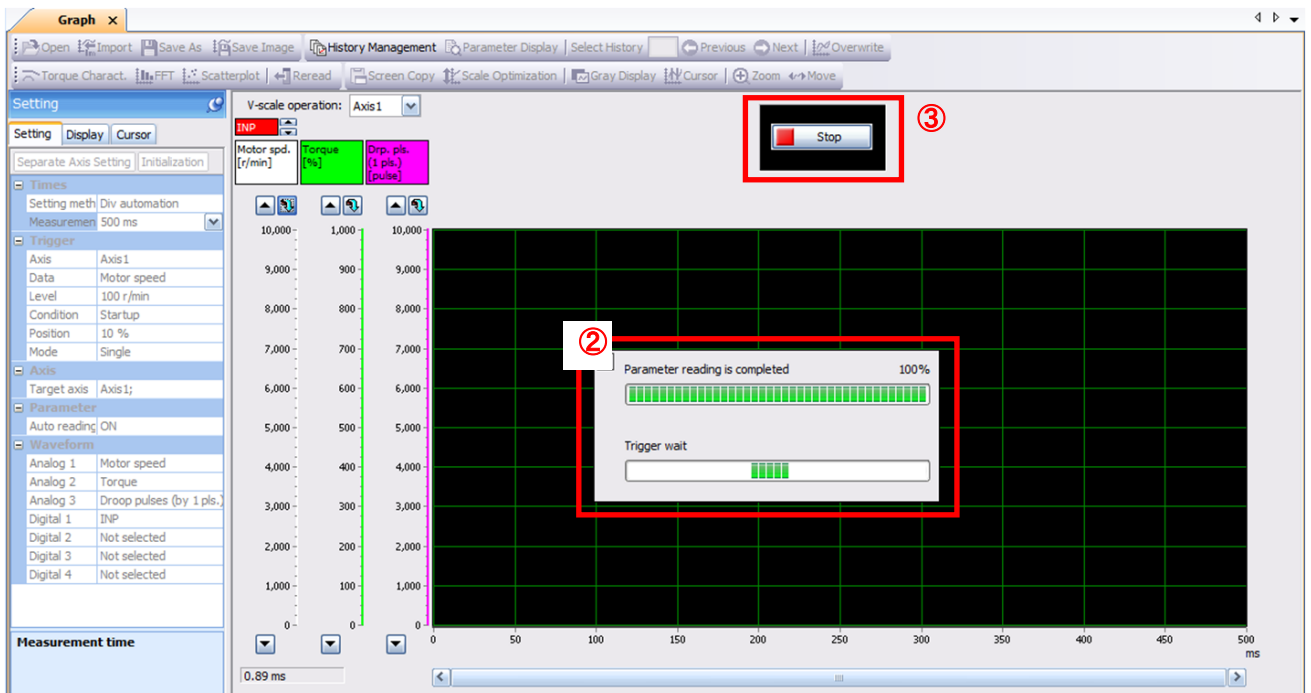 Graph
Open Import Save As Save Image History Management Parameter Display Select History Previous Next Overwrite
Torque Charact. FFT Scatterplot Reread Screen Copy Scale Optimization Gray Display Cursor Zoom Move
Setting
Setting Display Cursor
Separate Axis Setting Initialization
Times
Setting meth Div automation
Measuremen 500 ms
Trigger
Axis Axis1
Data Motor speed
Level 100 r/min
Condition Startup
Position 10 %
Mode Single
Axis
Target axis Axis1;
Parameter
Auto reading ON
Waveform
Analog 1 Motor speed
Analog 2 Torque
Analog 3 Droop pulses (by 1 pls.)
Digital 1 INP
Digital 2 Not selected
Digital 3 Not selected
Digital 4 Not selected
Measurement time
V-scale operation: Axis1
INP
Motor spd. Torque Drp. pls.
[r/min] [%] (1 pls.)
[pulse]
Stop
③
10,000 1,000 10,000
9,000 900 9,000
8,000 800 8,000
7,000 700 7,000
6,000 600 6,000
5,000 500 5,000
4,000 400 4,000
3,000 300 3,000
2,000 200 2,000
1,000 100 1,000
0 0 0
②
Parameter reading is completed 100%
Trigger wait
0 50 100 150 200 250 300 350 400 450 500
ms
0.89 ms